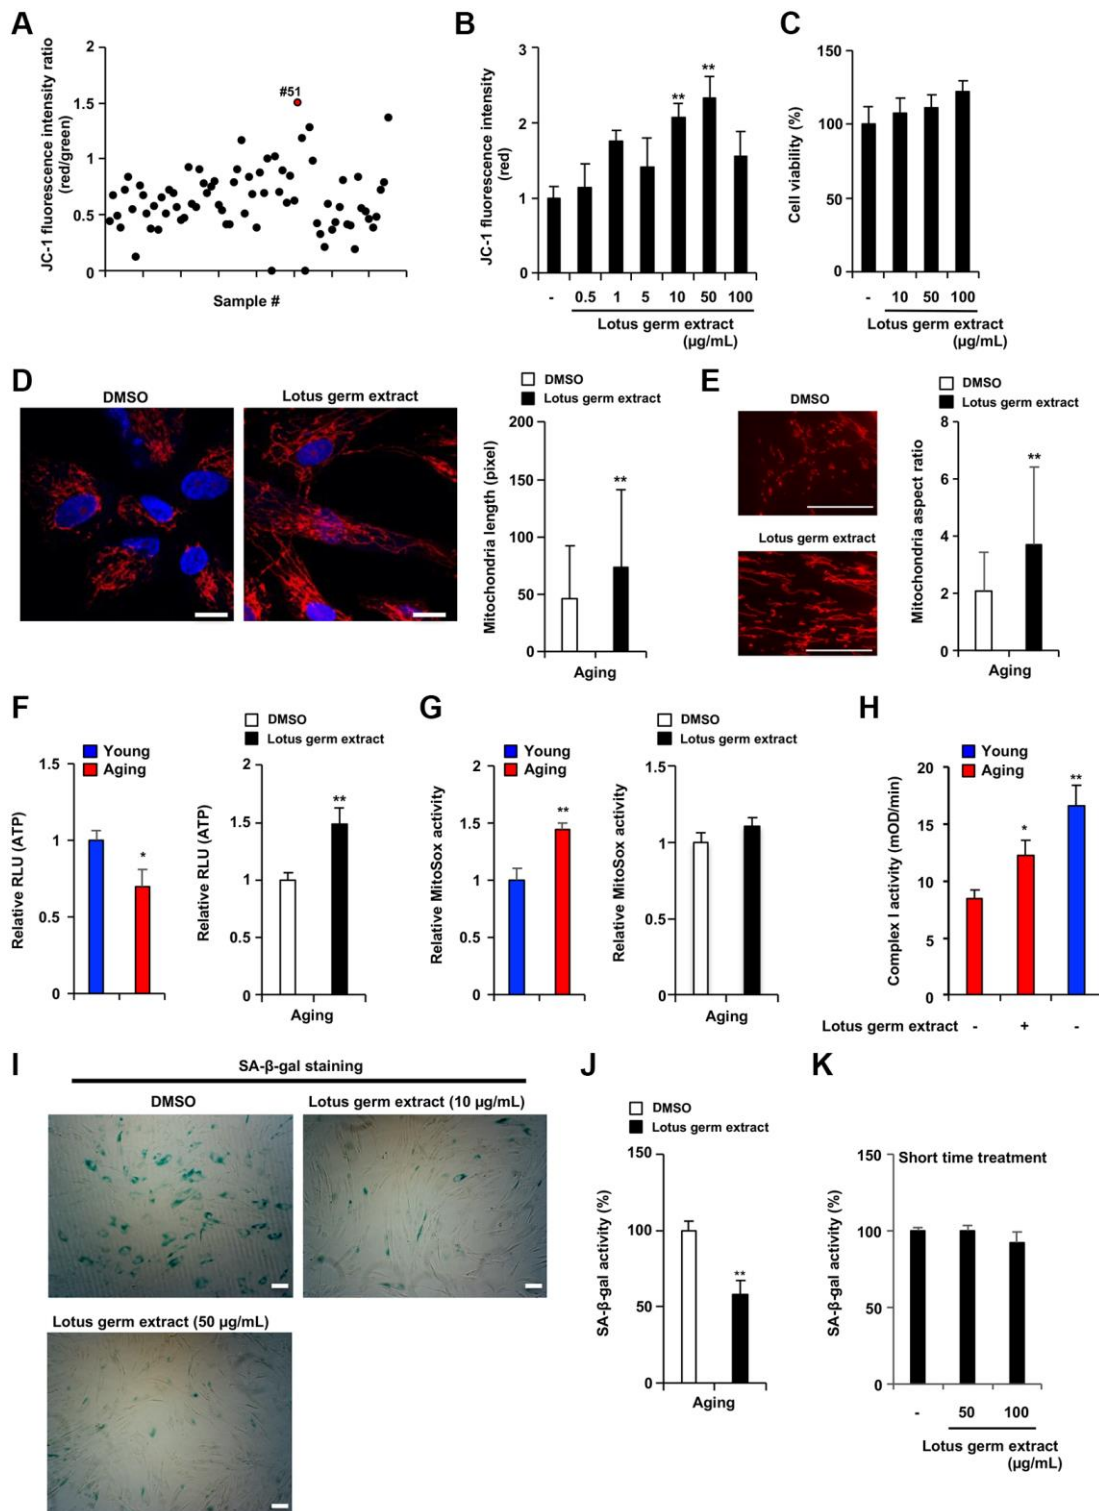 A
JC-1 fluorescence intensity ratio
(red/green)
2
1.5
1
0.5
0
#51
Sample #
B
JC-1 fluorescence intensity
(red)
3
2
1
0
**
**
- 0.5 1 5 10 50 100
Lotus germ extract
(μg/mL)
C
Cell viability (%)
150
100
50
0
- 10 50 100
Lotus germ extract
(μg/mL)
D
DMSO
Lotus germ extract
DMSO
Lotus germ extract
Mitochondria length (pixel)
200
150
100
50
0
**
Aging
E
DMSO
Lotus germ extract
DMSO
Lotus germ extract
Mitochondria aspect ratio
8
6
4
2
0
**
Aging
F
Young
Aging
Relative RLU (ATP)
1.5
1
0.5
0
*
DMSO
Lotus germ extract
Relative RLU (ATP)
2
1.5
1
0.5
0
**
Aging
G
Young
Aging
Relative MitoSox activity
2
1.5
1
0.5
0
**
DMSO
Lotus germ extract
Relative MitoSox activity
1.5
1
0.5
0
Aging
H
Young
Aging
Complex I activity (mOD/min)
20
15
10
5
0
*
**
Lotus germ extract - + -
I
SA-β-gal staining
DMSO
Lotus germ extract (10 μg/mL)
Lotus germ extract (50 μg/mL)
J
DMSO
Lotus germ extract
SA-β-gal activity (%)
150
100
50
0
**
Aging
K
Short time treatment
SA-β-gal activity (%)
150
100
50
0
- 50 100
Lotus germ extract
(μg/mL)